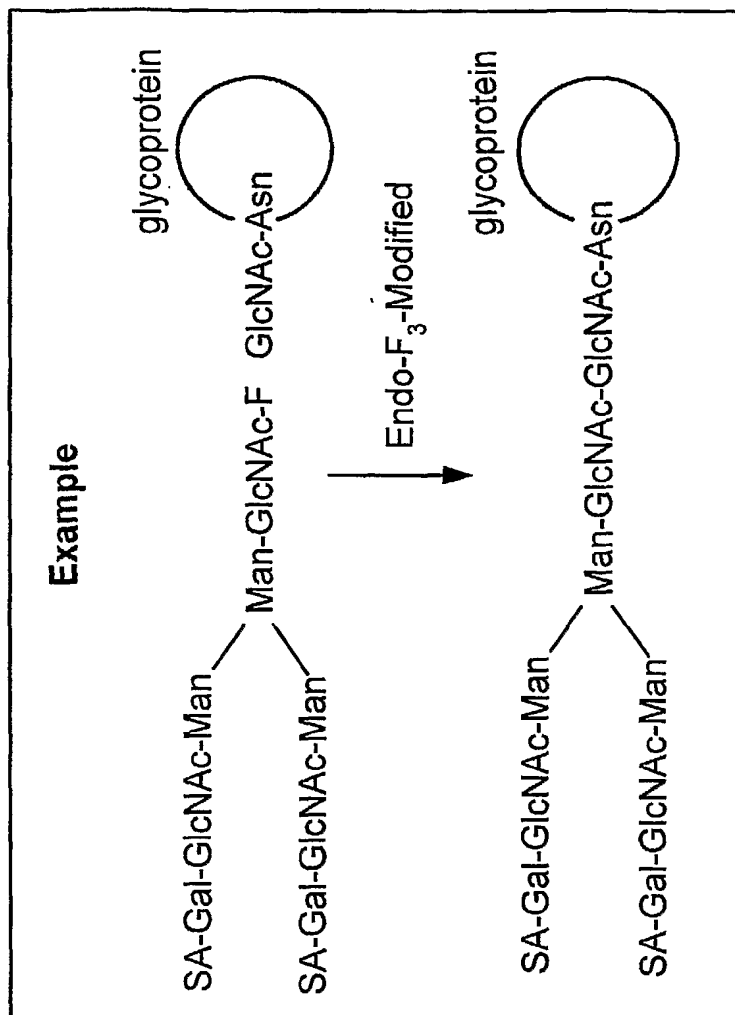 Example
glycoprotein
SA-Gal-GlcNAc-Man
Man-GlcNAc-F GlcNAc-Asn
SA-Gal-GlcNAc-Man
Endo-F3-Modified
glycoprotein
SA-Gal-GlcNAc-Man
Man-GlcNAc-GlcNAc-Asn
SA-Gal-GlcNAc-Man